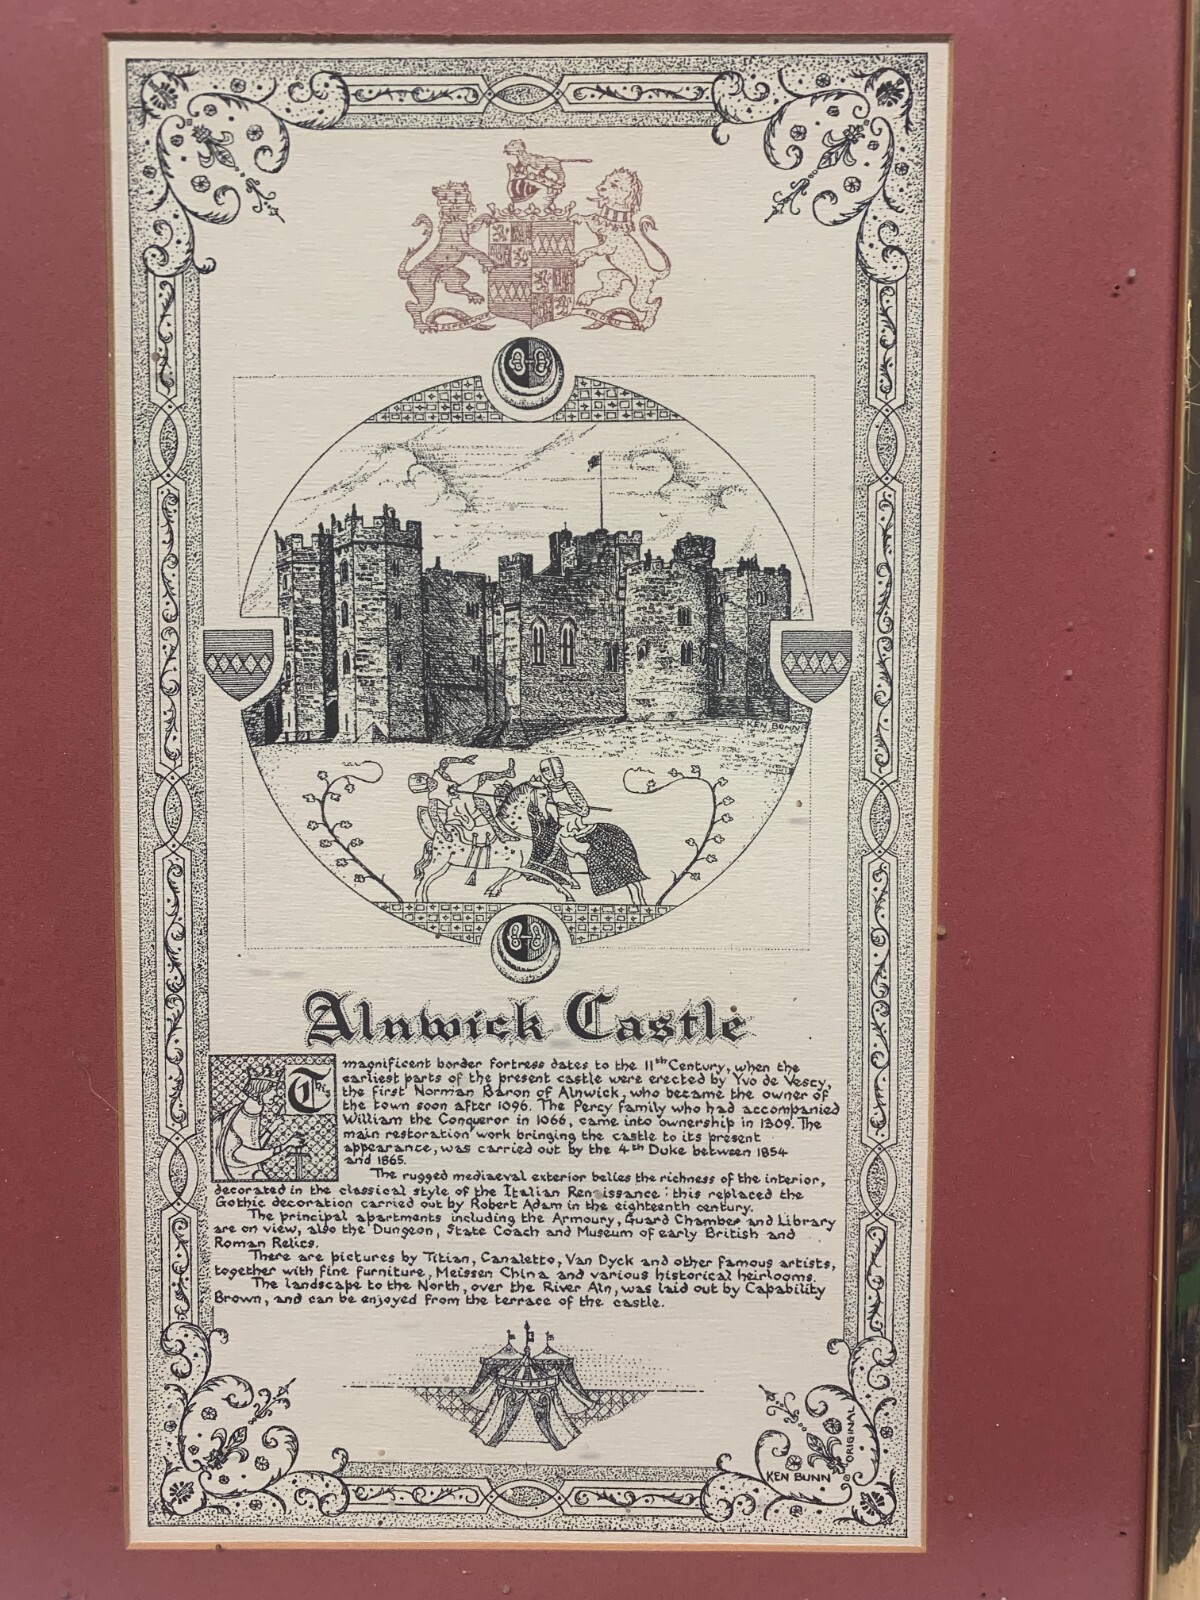 ESPERANCE EN DIEU
KEN BUNN
Alnwick Castle
This magnificent border fortress dates to the 11th Century, when the
earliest parts of the present castle were erected by Yvo de Vescy,
the first Norman Baron of Alnwick, who became the owner of
the town soon after 1096. The Percy Family who had accompanied
William the Conqueror in 1066, came into ownership in 1309. The
main restoration work bringing the castle to its present
appearance, was carried out by the 4th Duke between 1854
and 1865.
The rugged mediaeval exterior belies the richness of the interior,
decorated in the classical style of the Italian Renaissance: this replaced the
Gothic decoration carried out by Robert Adam in the eighteenth century.
The principal apartments including the Armoury, Guard Chamber and Library
are on view, also the Dungeon, State Coach and Museum of early British and
Roman Relics.
There are pictures by Titian, Canaletto, Van Dyck and other famous artists,
together with fine furniture, Meissen China and various historical heirlooms.
The landscape to the North, over the River Aln, was laid out by Capability
Brown, and can be enjoyed from the terrace of the castle.
KEN BUNN ORIGINAL